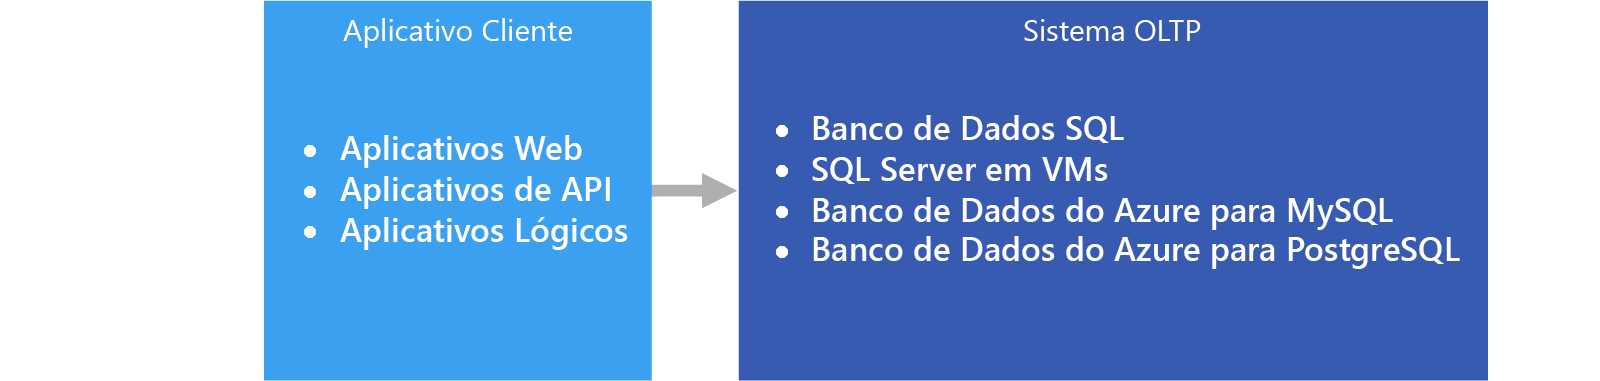 Aplicativo Cliente
• Aplicativos Web
• Aplicativos de API
• Aplicativos Lógicos
Sistema OLTP
• Banco de Dados SQL
• SQL Server em VMs
• Banco de Dados do Azure para MySQL
• Banco de Dados do Azure para PostgreSQL